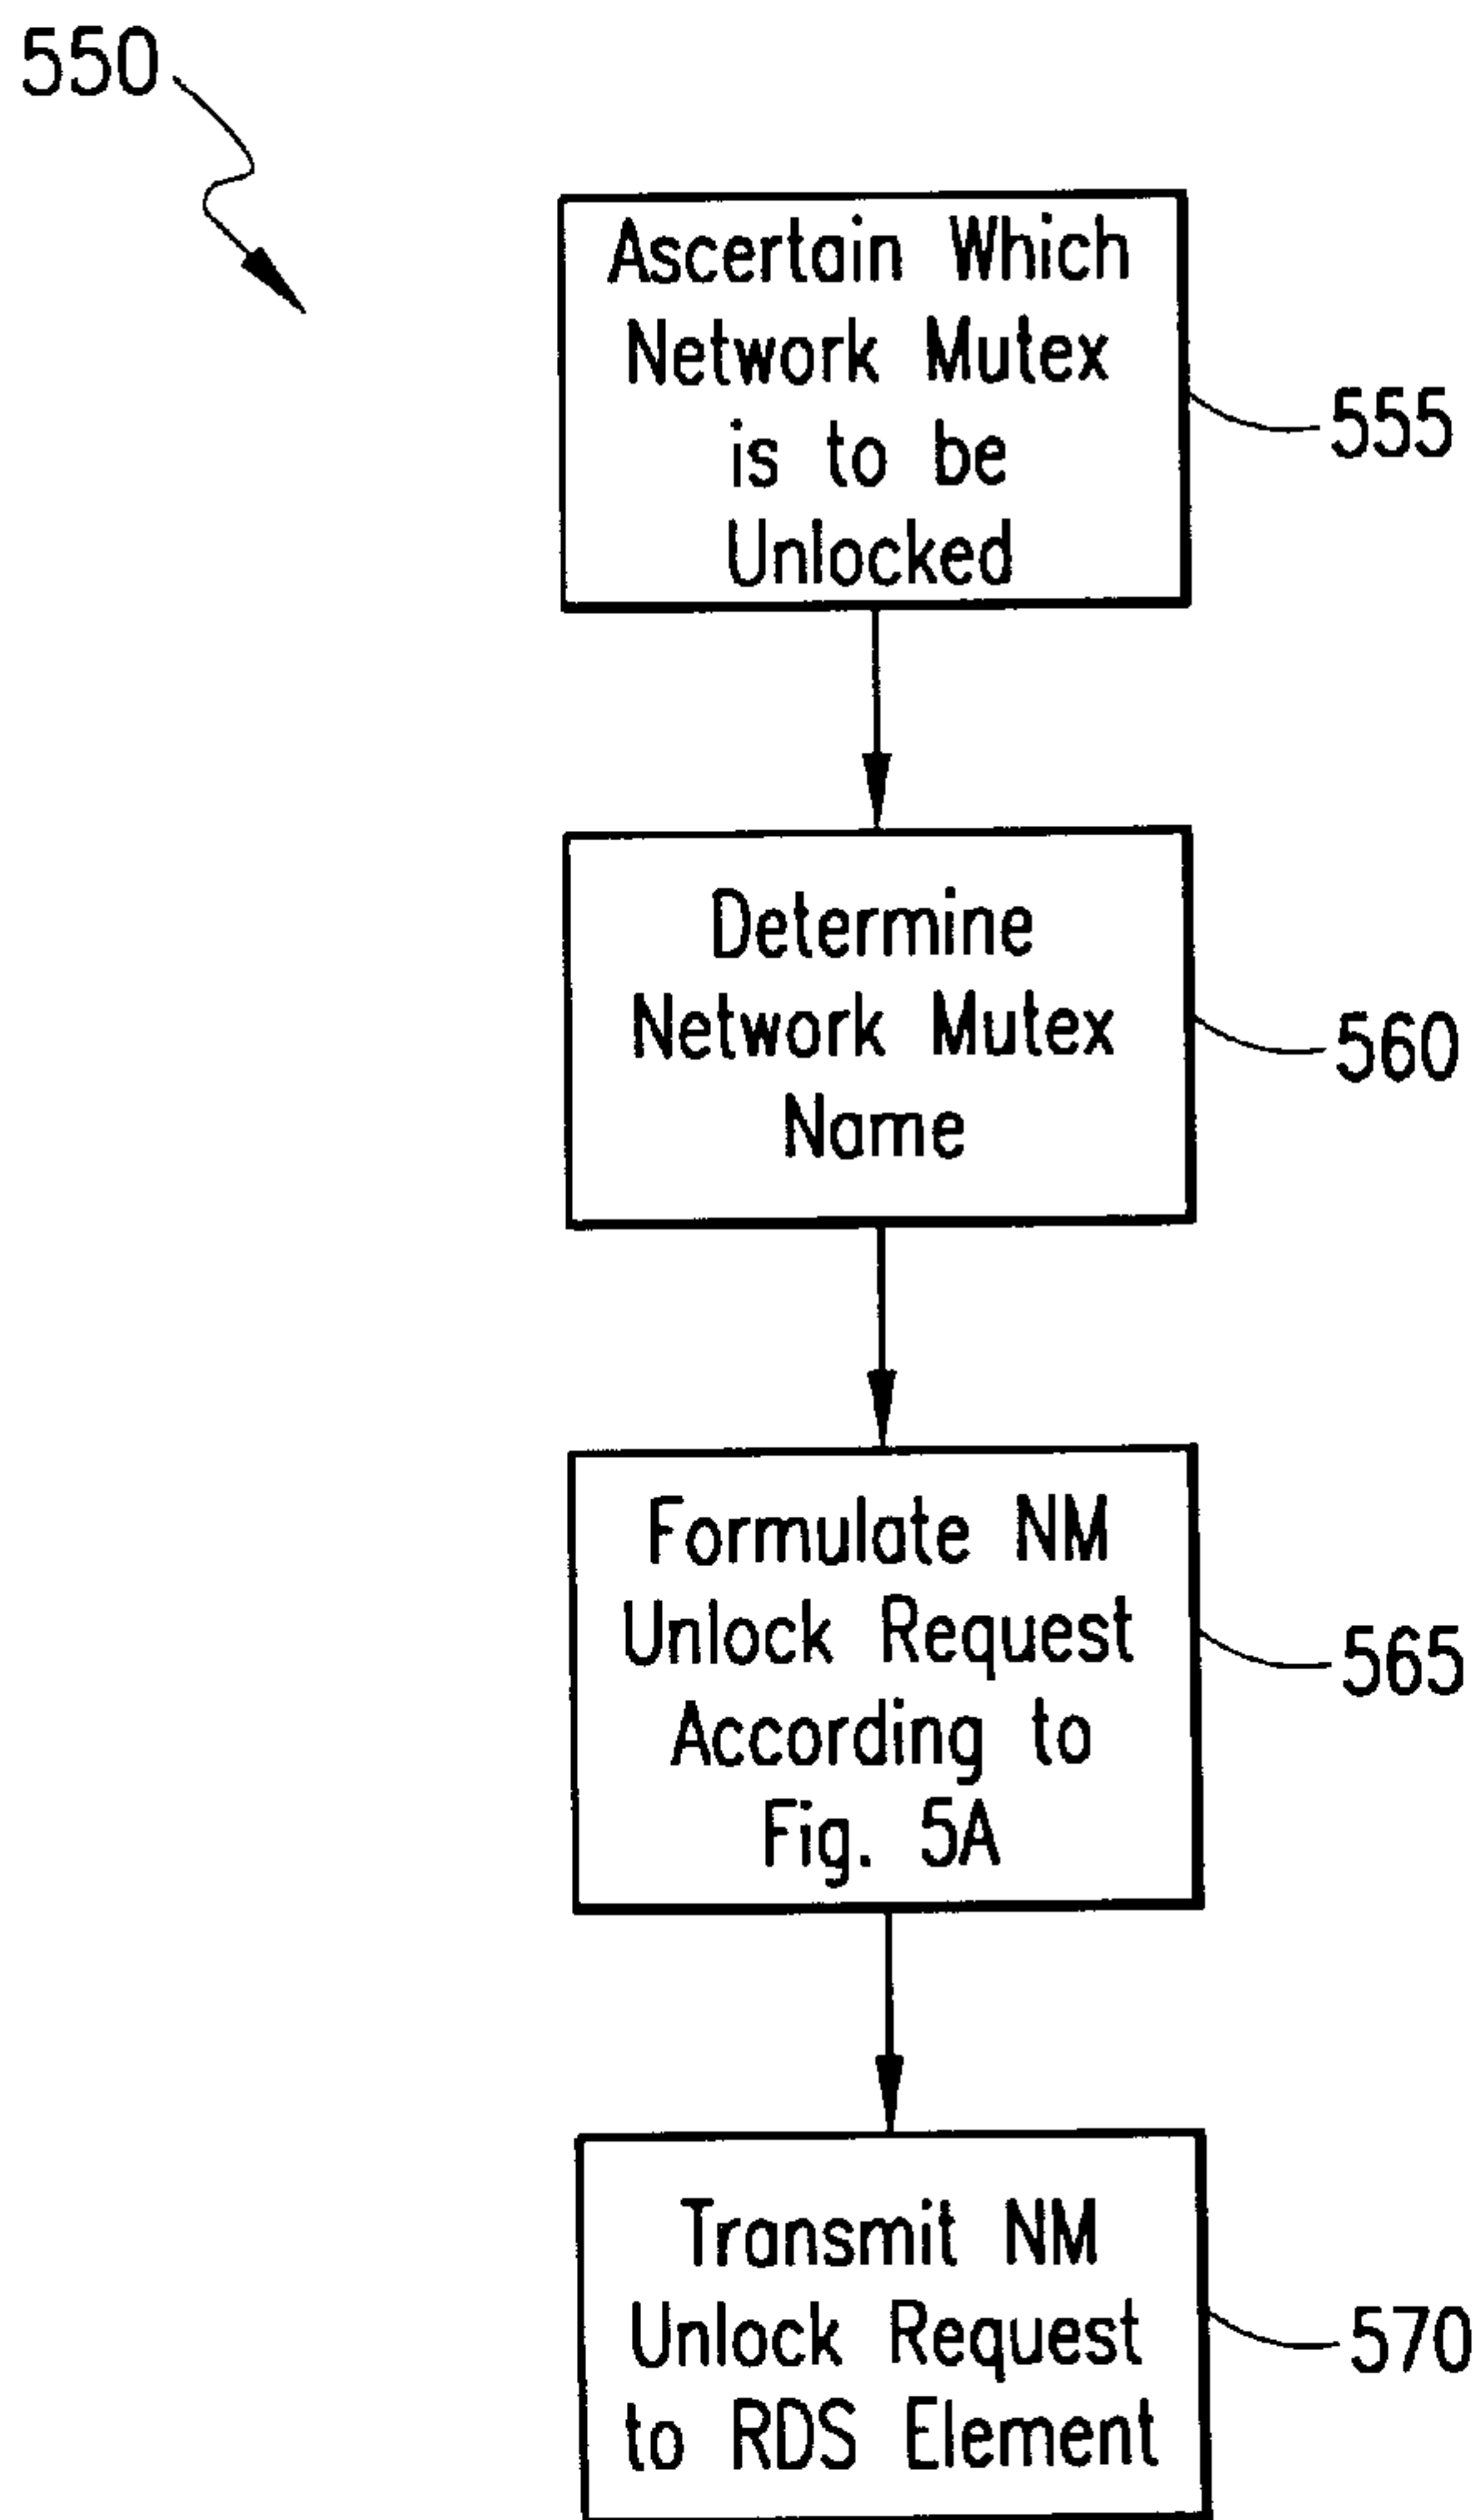 550
Ascertain Which
Network Mutex
is to be
Unlocked
555
Determine
Network Mutex
Name
560
Formulate NM
Unlock Request
According to
Fig. 5A
565
Transmit NM
Unlock Request
to RDS Element
570